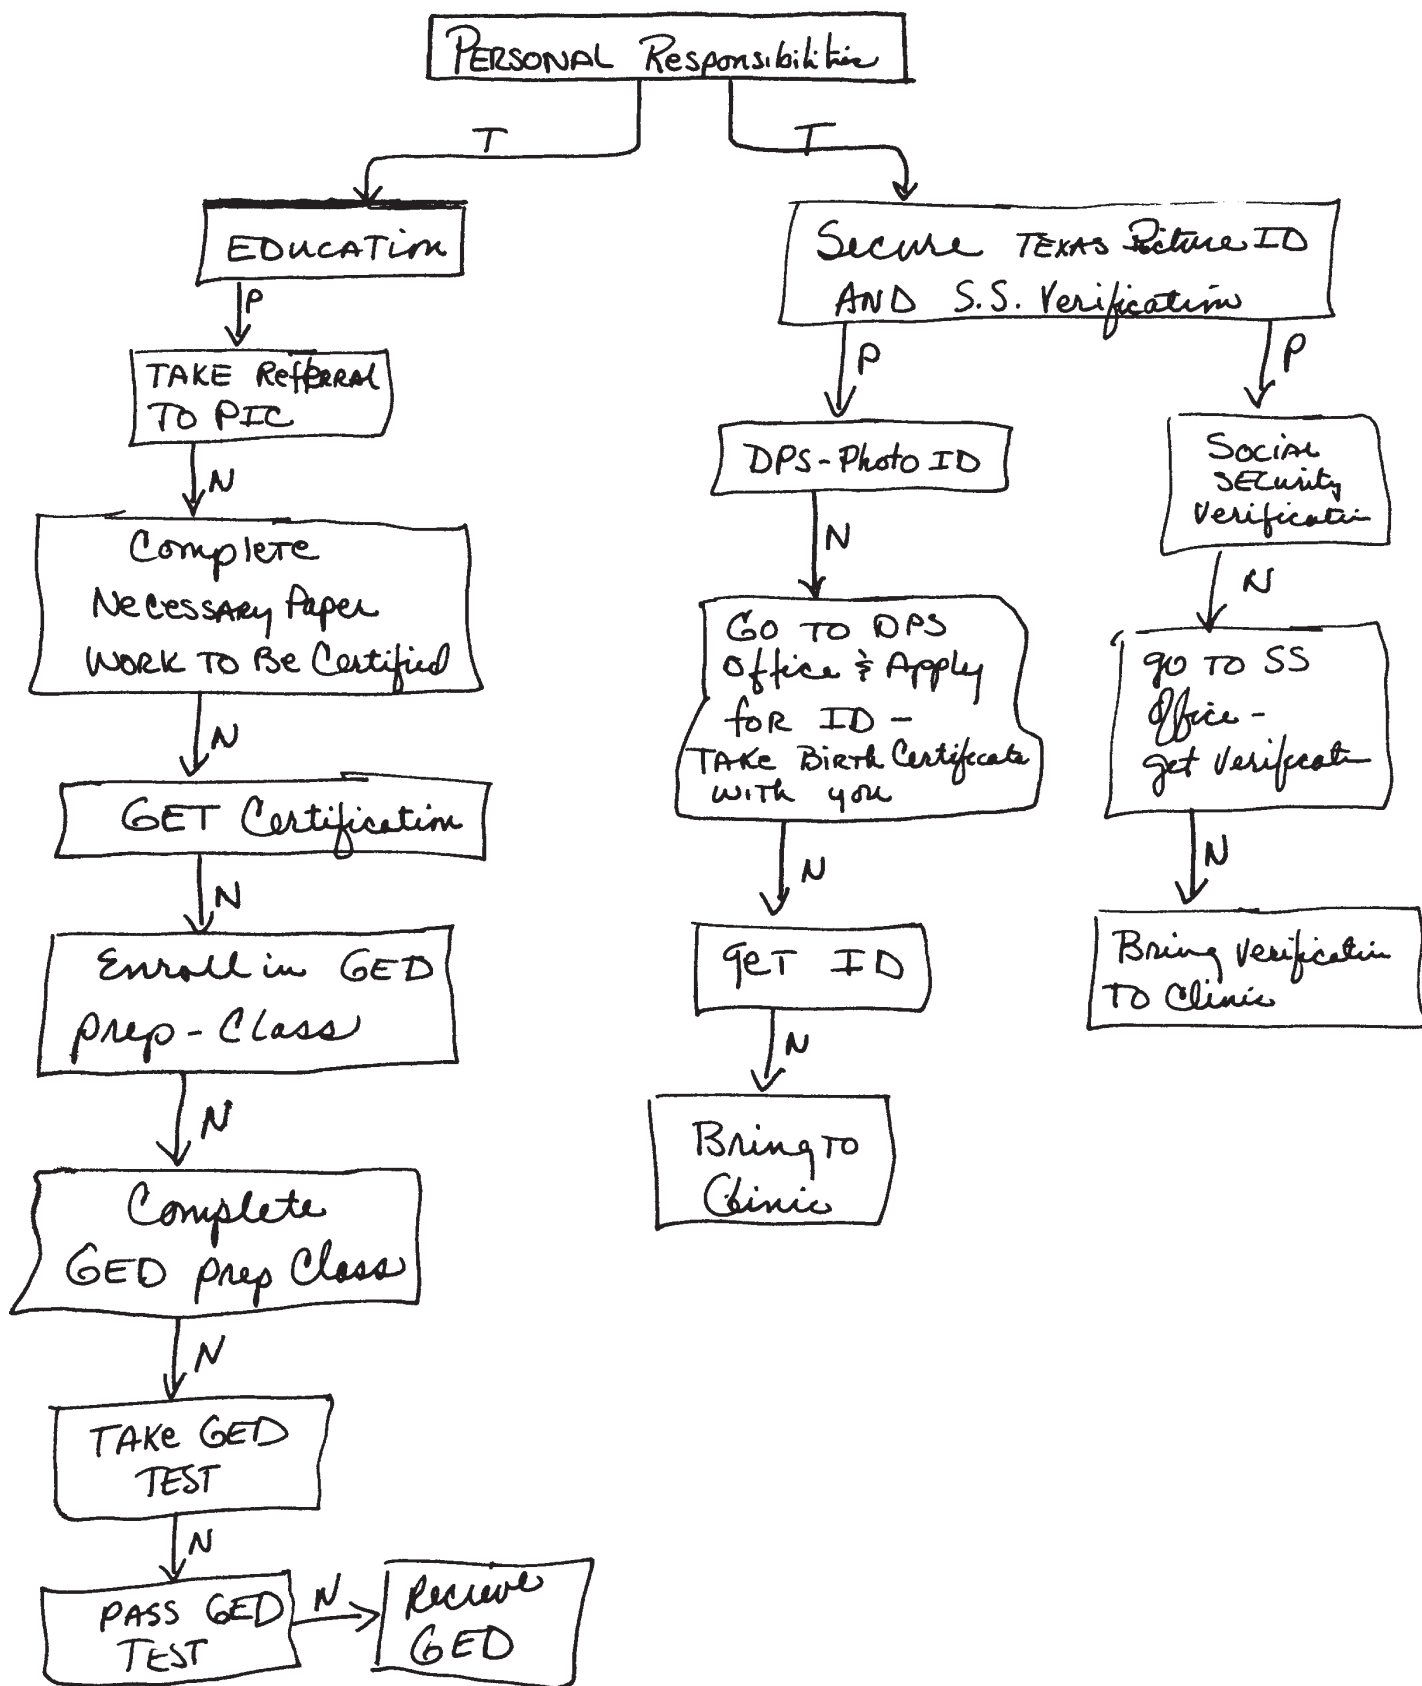 PERSONAL Responsibilities
T
T
EDUCATION
Secure TEXAS Picture ID
AND S.S. Verification
P
TAKE Referral
TO PIC
N
Complete
Necessary Paper
WORK TO Be Certified
N
GET Certification
N
Enroll in GED
prep-Class
N
Complete
GED prep Class
N
TAKE GED
TEST
N
PASS GED
TEST
N
Recieve
GED
P
DPS-Photo ID
N
GO TO DPS
Office & Apply
for ID -
TAKE Birth Certificate
with you
N
get ID
N
Bring TO
Clinic
P
Social
Security
Verification
N
go TO SS
Office -
get Verification
N
Bring Verification
TO Clinic